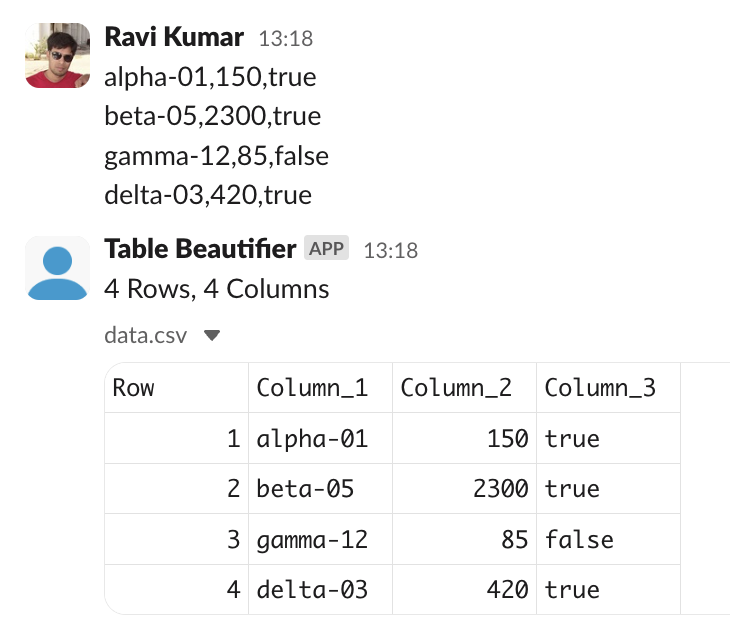 Ravi Kumar 13:18
alpha-01,150,true
beta-05,2300,true
gamma-12,85,false
delta-03,420,true
Table Beautifier APP 13:18
4 Rows, 4 Columns
data.csv
Row Column_1 Column_2 Column_3
1 alpha-01 150 true
2 beta-05 2300 true
3 gamma-12 85 false
4 delta-03 420 true